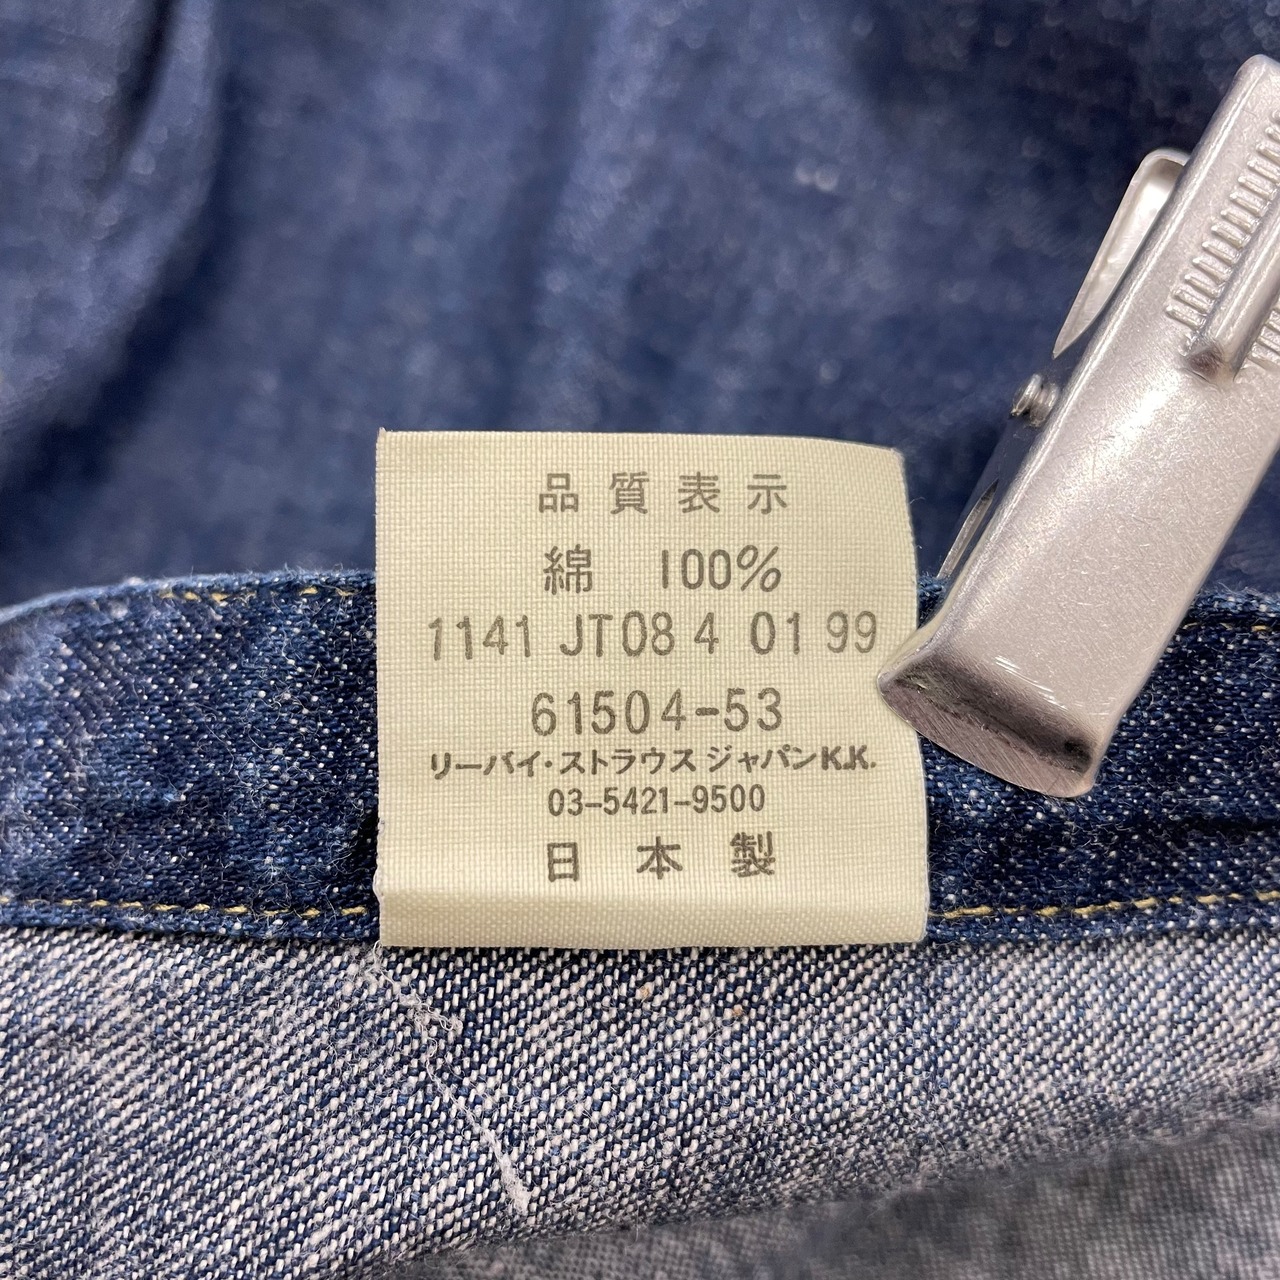 品質表示
綿 100%
1141 JT08 4 01 99
61504-53
リーバイ・ストラウス ジャパン K.K.
03-5421-9500
日本製